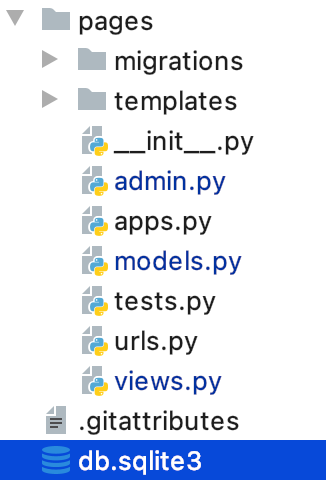 pages
migrations
templates
__init__.py
admin.py
apps.py
models.py
tests.py
urls.py
views.py
.gitattributes
db.sqlite3